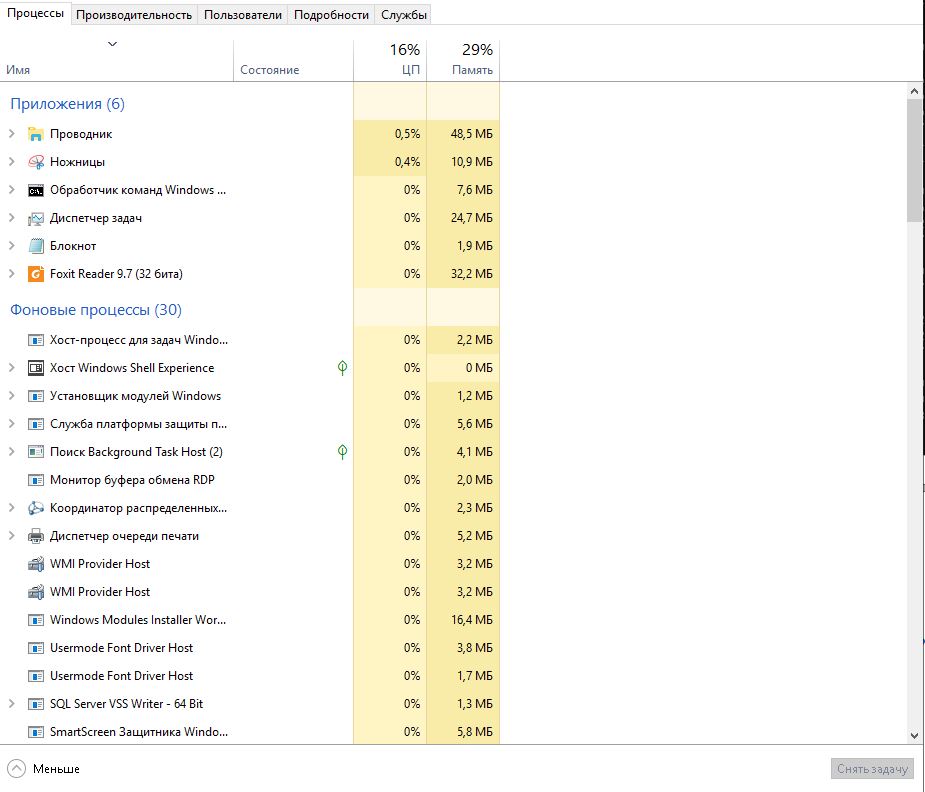 Процессы Производительность Пользователи Подробности Службы
16% 29%
Имя Состояние ЦП Память
Приложения (6)
Проводник 0,5% 48,5 МБ
Ножницы 0,4% 10,9 МБ
Обработчик команд Windows ... 0% 7,6 МБ
Диспетчер задач 0% 24,7 МБ
Блокнот 0% 1,9 МБ
Foxit Reader 9.7 (32 бита) 0% 32,2 МБ
Фоновые процессы (30)
Хост-процесс для задач Windo... 0% 2,2 МБ
Хост Windows Shell Experience 0% 0 МБ
Установщик модулей Windows 0% 1,2 МБ
Служба платформы защиты п... 0% 5,6 МБ
Поиск Background Task Host (2) 0% 4,1 МБ
Монитор буфера обмена RDP 0% 2,0 МБ
Координатор распределенных... 0% 2,3 МБ
Диспетчер очереди печати 0% 5,2 МБ
WMI Provider Host 0% 3,2 МБ
WMI Provider Host 0% 3,2 МБ
Windows Modules Installer Wor... 0% 16,4 МБ
Usermode Font Driver Host 0% 3,8 МБ
Usermode Font Driver Host 0% 1,7 МБ
SQL Server VSS Writer - 64 Bit 0% 1,3 МБ
SmartScreen Защитника Windo... 0% 5,8 МБ
Меньше Снять задачу